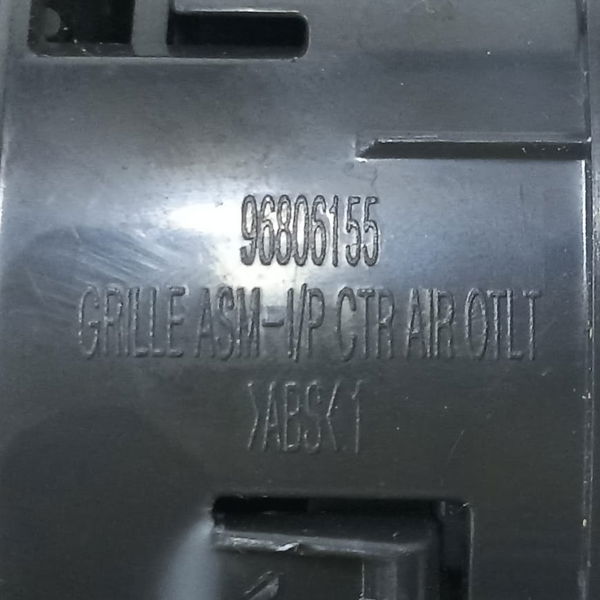 96806155
GRILLE ASM-I/P CTR AIR OTLT
>ABS<.1